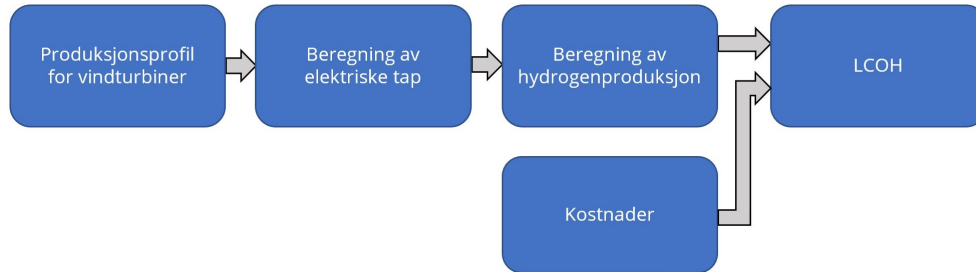 Produksjonsprofil
for vindturbiner
Beregning av
elektriske tap
Beregning av
hydrogenproduksjon
LCOH
Kostnader